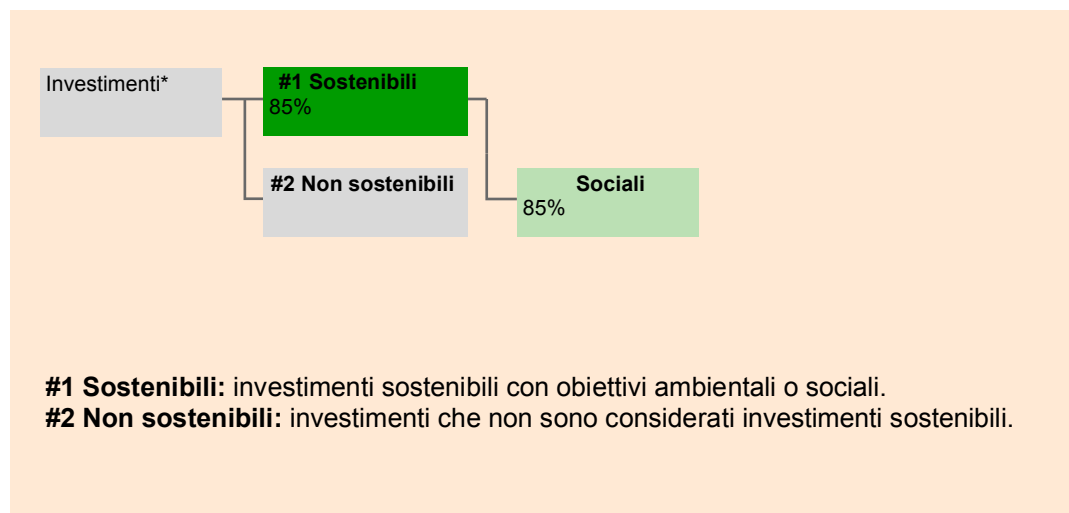 Investimenti*
#1 Sostenibili
85%
#2 Non sostenibili
Sociali
85%
#1 Sostenibili: investimenti sostenibili con obiettivi ambientali o sociali.
#2 Non sostenibili: investimenti che non sono considerati investimenti sostenibili.